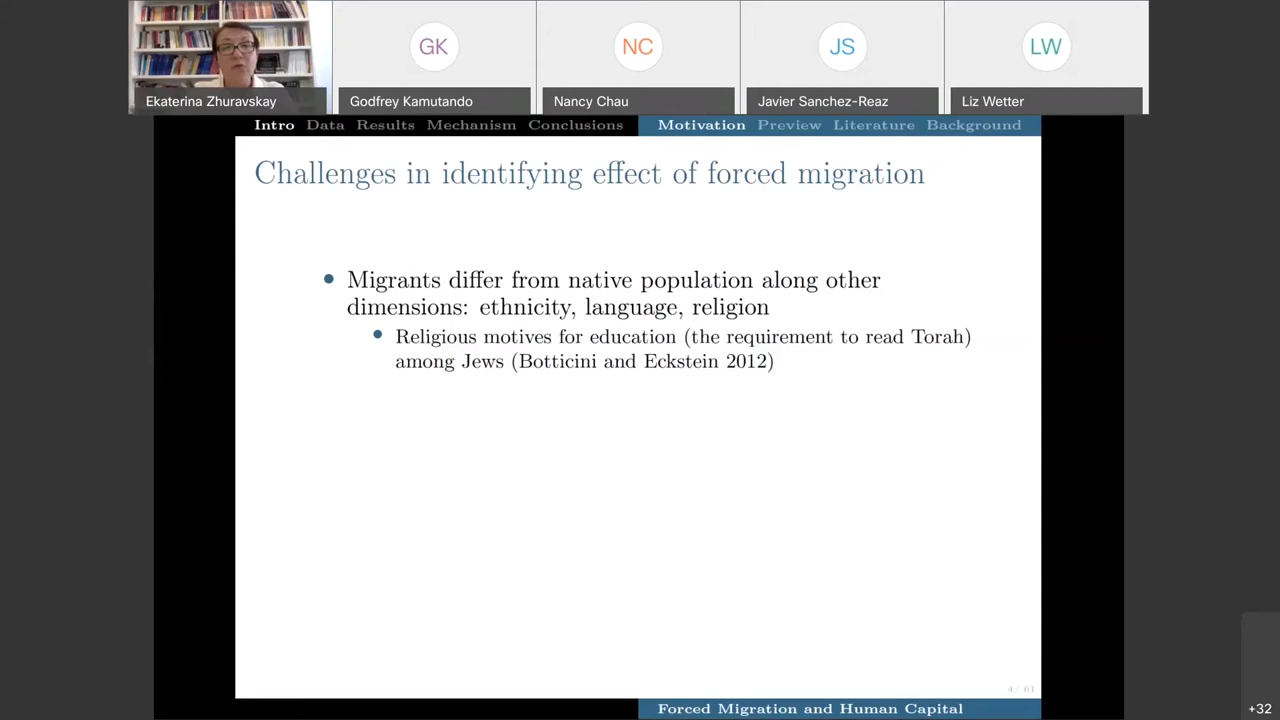 GK
NC
JS
LW
Ekaterina Zhuravskay
Godfrey Kamutando
Nancy Chau
Javier Sanchez-Reaz
Liz Wetter
Intro Data Results Mechanism Conclusions
Motivation Preview Literature Background
Challenges in identifying effect of forced migration
• Migrants differ from native population along other
dimensions: ethnicity, language, religion
• Religious motives for education (the requirement to read Torah)
among Jews (Botticini and Eckstein 2012)
4/ 61
Forced Migration and Human Capital
+32